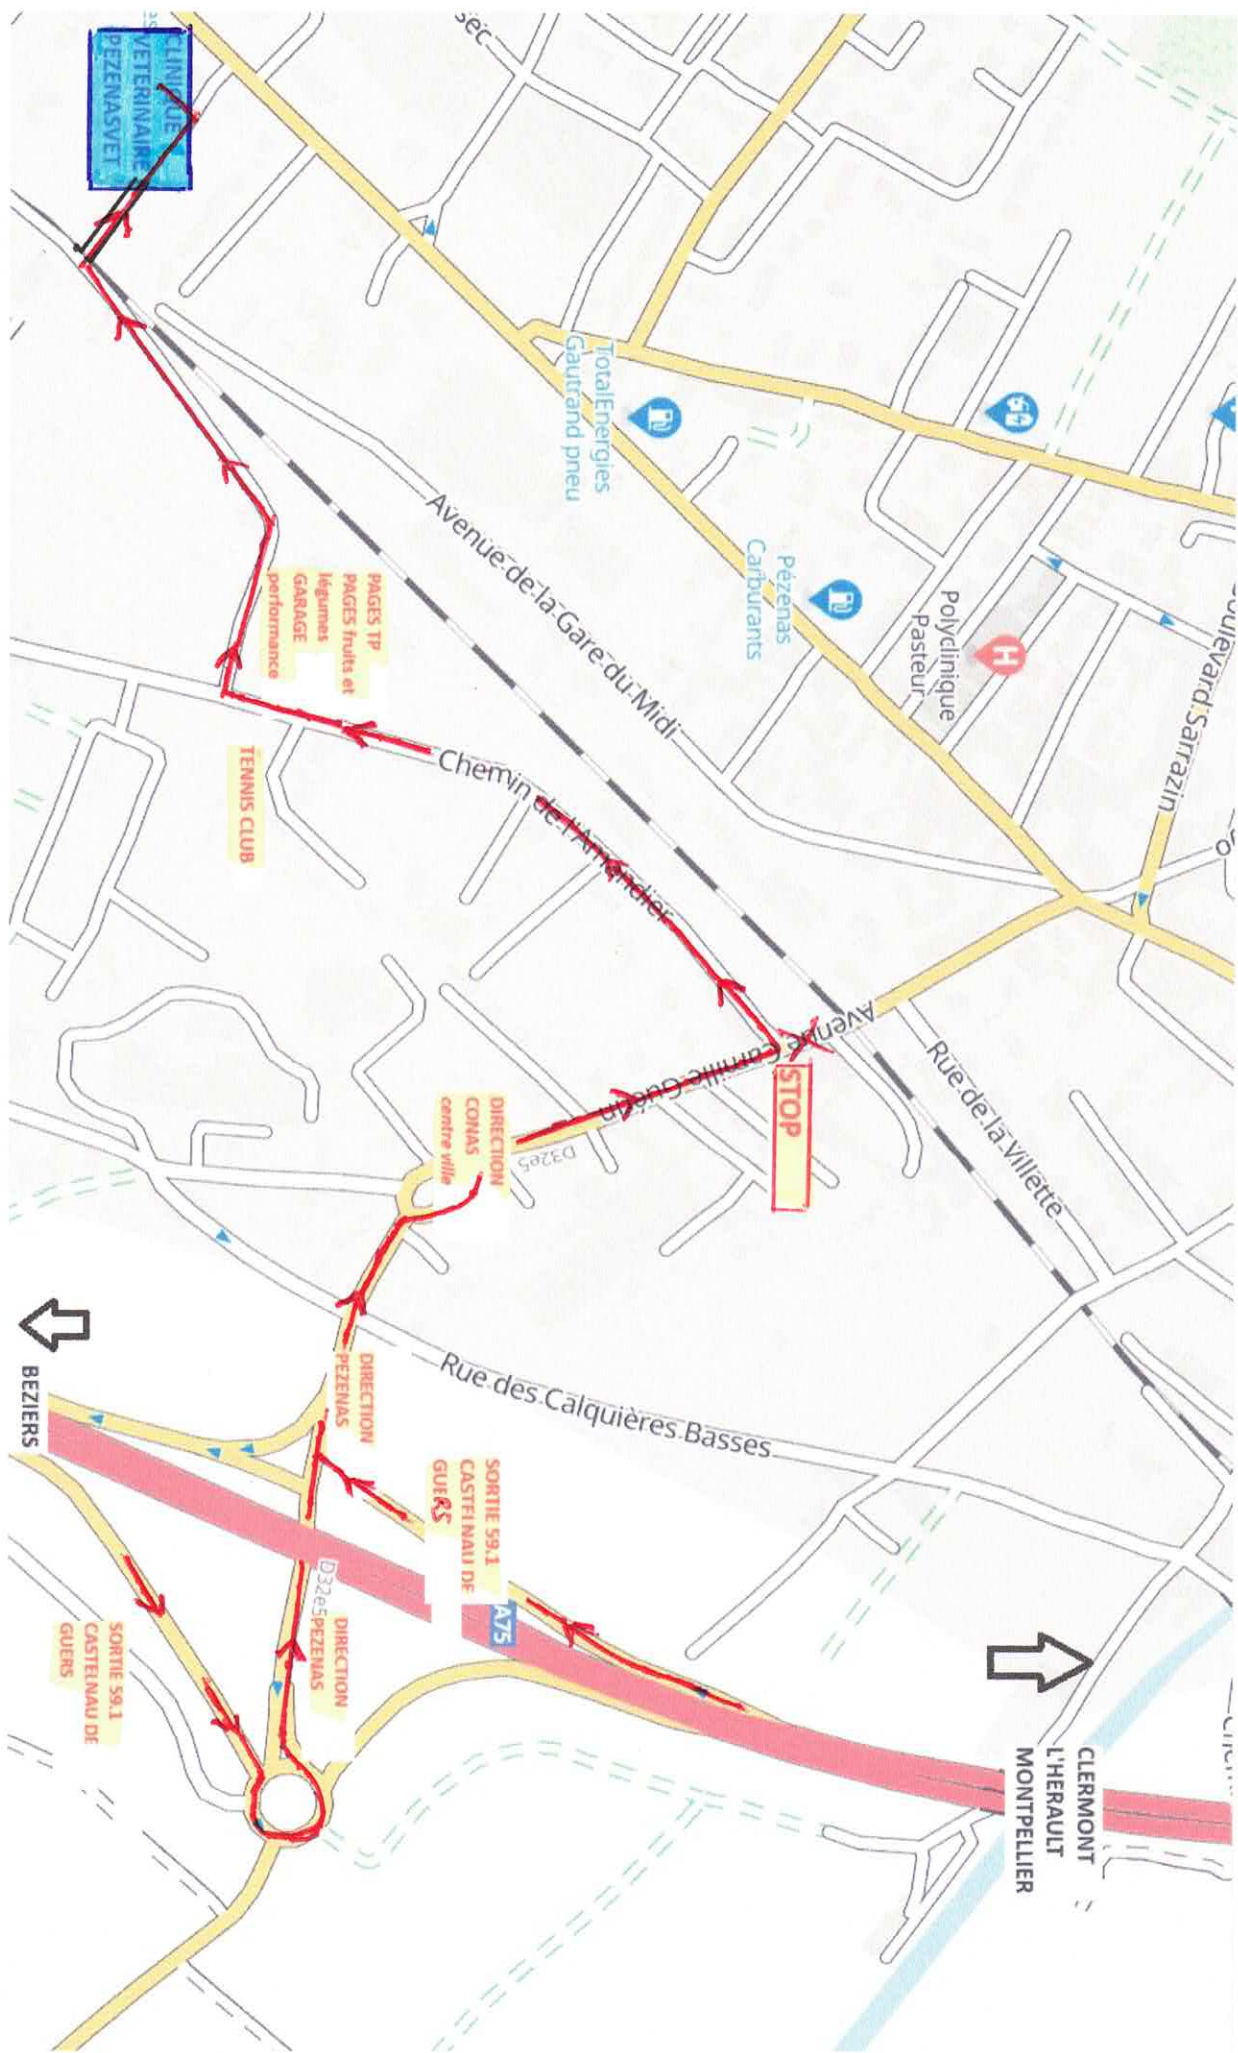 CLINIQUE
VETERINAIRE
PEZENASVET
TotalEnergies
Gautrand pneu
Pézenas
Carburants
Polyclinique
Pasteur
H
Boulevard Sarrazin
Avenue de la Gare du Midi
PAGES TP
PAGES fruits et
légumes
GARAGE
performance
TENNIS CLUB
Chemin de l'Amandier
Avenue Camille Guérin
STOP
Rue de la Villette
D32e5
DIRECTION
CONAS
centre ville
DIRECTION
PEZENAS
Rue des Calquières Basses
BEZIERS
SORTIE 59.1
CASTELNAU DE
GUERS
A75
D32e5
DIRECTION
PEZENAS
SORTIE 59.1
CASTELNAU DE
GUERS
CLERMONT
L'HERAULT
MONTPELLIER